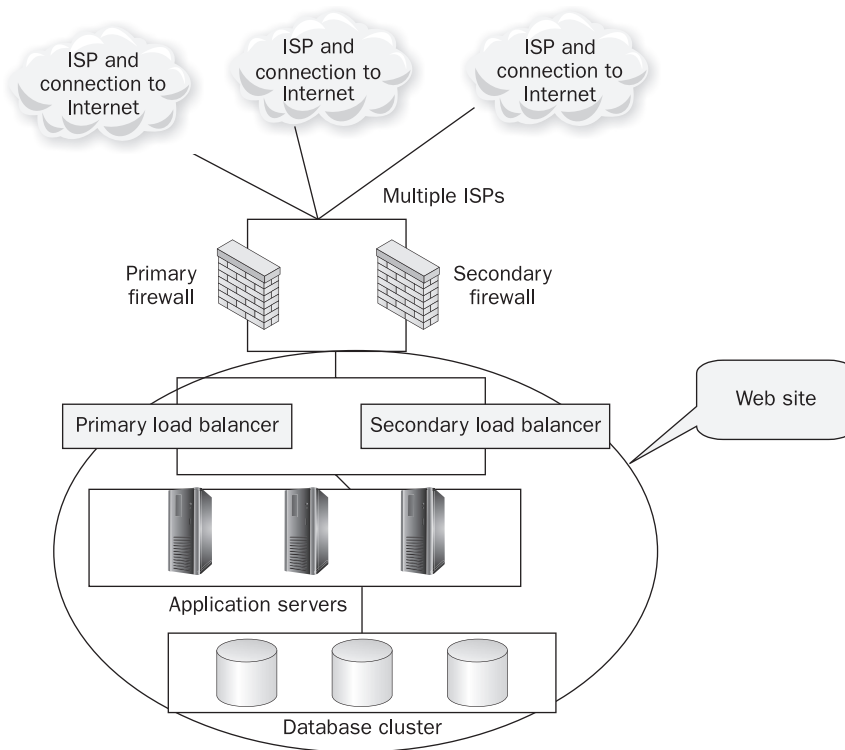 ISP and
connection to
Internet
ISP and
connection to
Internet
ISP and
connection to
Internet
Multiple ISPs
Primary
firewall
Secondary
firewall
Web site
Primary load balancer
Secondary load balancer
Application servers
Database cluster